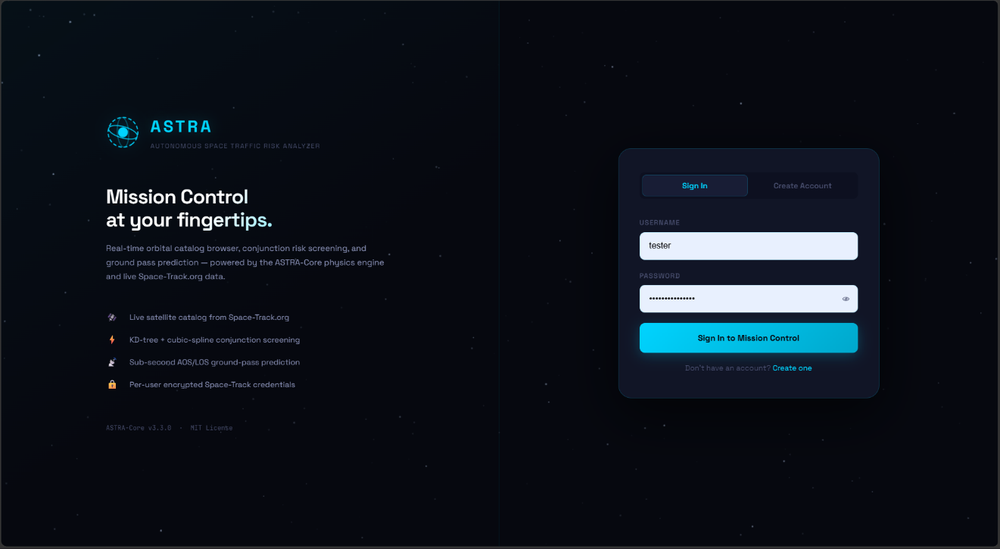 ASTRA
AUTONOMOUS SPACE TRAFFIC RISK ANALYZER
Mission Control
at your fingertips.
Real-time orbital catalog browser, conjunction risk screening, and
ground pass prediction — powered by the ASTRA-Core physics engine
and live Space-Track.org data.
Live satellite catalog from Space-Track.org
KD-tree + cubic-spline conjunction screening
Sub-second AOS/LOS ground-pass prediction
Per-user encrypted Space-Track credentials
ASTRA-Core v3.3.0 · MIT License
Sign In
Create Account
USERNAME
tester
PASSWORD
•••••••••••••••
Sign In to Mission Control
Don't have an account? Create one